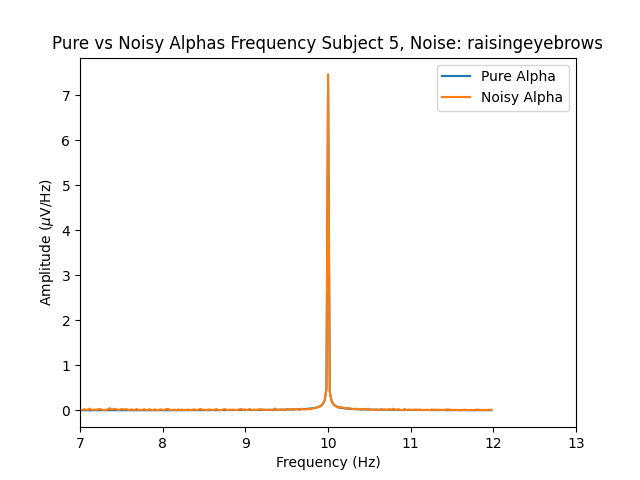 Pure vs Noisy Alphas Frequency Subject 5, Noise: raisingeyebrows
Pure Alpha
Noisy Alpha
Amplitude (μV/Hz)
7
6
5
4
3
2
1
0
7 8 9 10 11 12 13
Frequency (Hz)